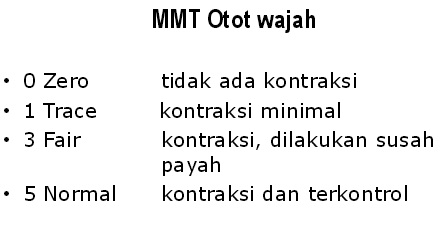 MMT Otot wajah
• 0 Zero tidak ada kontraksi
• 1 Trace kontraksi minimal
• 3 Fair kontraksi, dilakukan susah
payah
• 5 Normal kontraksi dan terkontrol